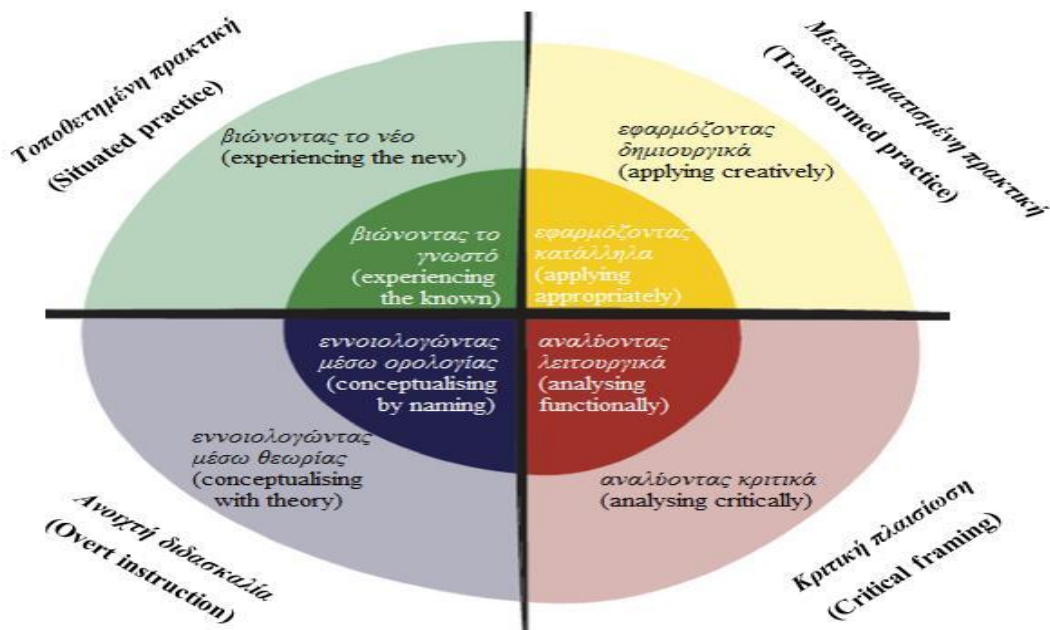 Τοποθετημένη πρακτική
(Situated practice)
Μετασχηματισμένη πρακτική
(Transformed practice)
βιώνοντας το νέο
(experiencing the new)
εφαρμόζοντας
δημιουργικά
(applying creatively)
βιώνοντας το
γνωστό
(experiencing
the known)
εφαρμόζοντας
κατάλληλα
(applying
appropriately)
εννοιολογώντας
μέσω ορολογίας
(conceptualising
by naming)
αναλύοντας
λειτουργικά
(analysing
functionally)
εννοιολογώντας
μέσω θεωρίας
(conceptualising
with theory)
αναλύοντας κριτικά
(analysing critically)
Ανοιχτή διδασκαλία
(Overt instruction)
Κριτική πλαισίωση
(Critical framing)